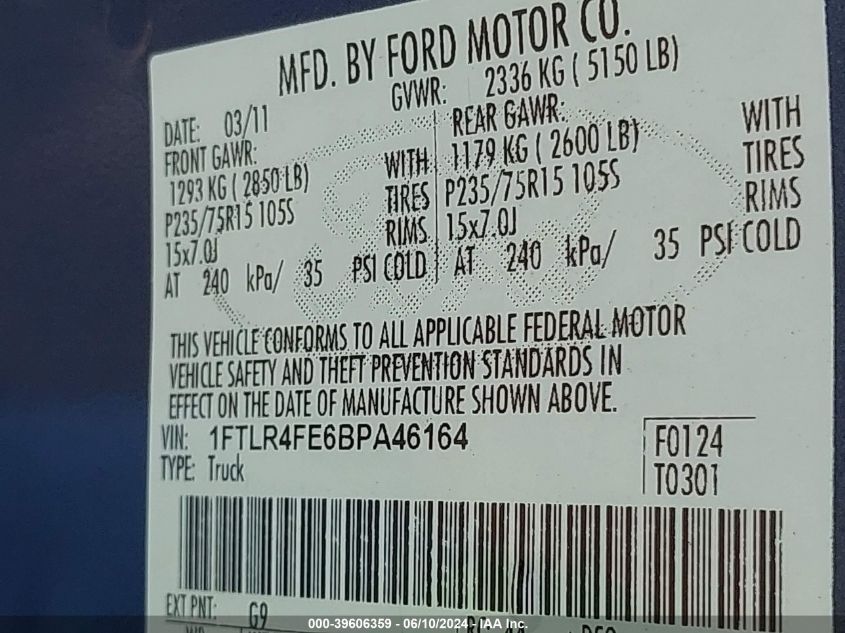 MFD. BY FORD MOTOR CO.
DATE: 03/11 GVWR: 2336 KG ( 5150 LB)
FRONT GAWR: REAR GAWR:
1293 KG ( 2850 LB) WITH 1179 KG ( 2600 LB) WITH
P235/75R15 105S TIRES P235/75R15 105S TIRES
15x7.0J RIMS 15x7.0J RIMS
AT 240 kPa/ 35 PSI COLD AT 240 kPa/ 35 PSI COLD
THIS VEHICLE CONFORMS TO ALL APPLICABLE FEDERAL MOTOR
VEHICLE SAFETY AND THEFT PREVENTION STANDARDS IN
EFFECT ON THE DATE OF MANUFACTURE SHOWN ABOVE.
VIN: 1FTLR4FE6BPA46164 F0124
TYPE: Truck T0301
EXT PNT: G9
000-39606359 - 06/10/2024 - IAA Inc.